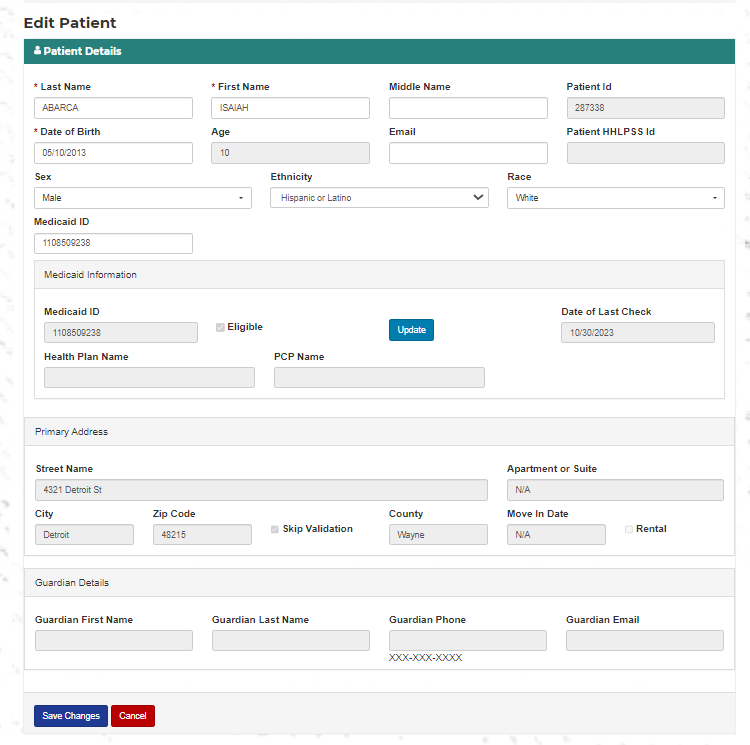 Edit Patient
Patient Details
* Last Name * First Name Middle Name Patient Id
ABARCA ISAIAH 287338
* Date of Birth Age Email Patient HHLPSS Id
05/10/2013 10
Sex Ethnicity Race
Male Hispanic or Latino White
Medicaid ID
1108509238
Medicaid Information
Medicaid ID Date of Last Check
1108509238 Eligible Update 10/30/2023
Health Plan Name PCP Name
Primary Address
Street Name Apartment or Suite
4321 Detroit St N/A
City Zip Code County Move In Date
Detroit 48215 Skip Validation Wayne N/A Rental
Guardian Details
Guardian First Name Guardian Last Name Guardian Phone Guardian Email
XXX-XXX-XXXX
Save Changes Cancel